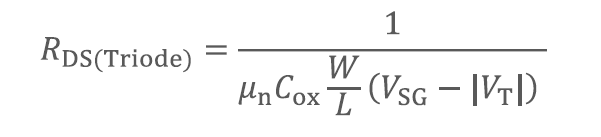 R_DS(Triode) = 1 / (μ_n C_ox W/L (V_SG − |V_T|))